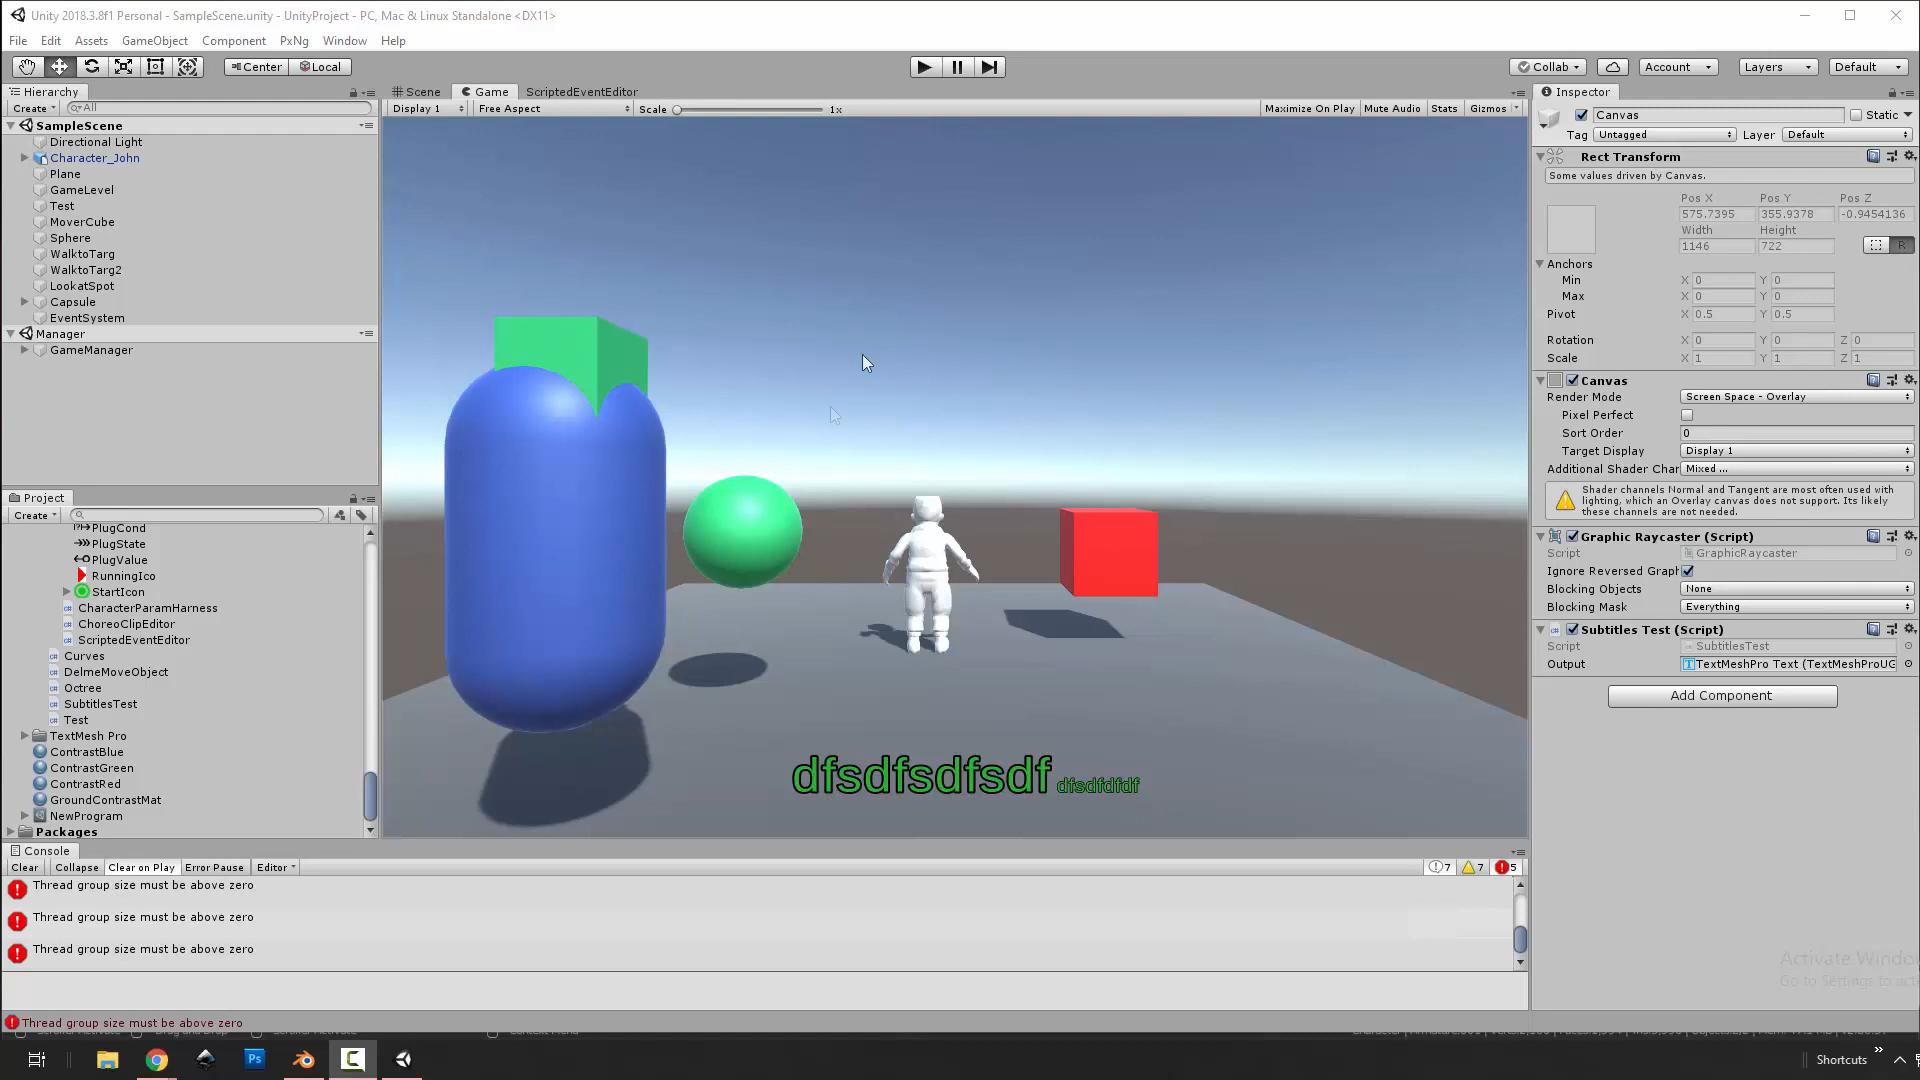 Unity 2018.3.8f1 Personal - SampleScene.unity - UnityProject - PC, Mac & Linux Standalone <DX11>
File Edit Assets GameObject Component PxNg Window Help
Center Local Collab Account Layers Default
Hierarchy
Create All
SampleScene
Directional Light
Character_John
Plane
GameLevel
Test
MoverCube
Sphere
WalktoTarg
WalktoTarg2
LookatSpot
Capsule
EventSystem
Manager
GameManager
Project
Create
PlugCond
PlugState
PlugValue
RunningIco
StartIcon
CharacterParamHarness
ChoreoClipEditor
ScriptedEventEditor
Curves
DelmeMoveObject
Octree
SubtitlesTest
Test
TextMesh Pro
ContrastBlue
ContrastGreen
ContrastRed
GroundContrastMat
NewProgram
Packages
Scene Game ScriptedEventEditor
Display 1 Free Aspect Scale 1x Maximize On Play Mute Audio Stats Gizmos
dfsdfsdfsdf dfsdfdfdf
Inspector
Canvas Static
Tag Untagged Layer Default
Rect Transform
Some values driven by Canvas.
Pos X Pos Y Pos Z
575.7395 355.9378 -0.9454136
Width Height
1146 722 R
Anchors
Min X 0 Y 0
Max X 0 Y 0
Pivot X 0.5 Y 0.5
Rotation X 0 Y 0 Z 0
Scale X 1 Y 1 Z 1
Canvas
Render Mode Screen Space - Overlay
Pixel Perfect
Sort Order 0
Target Display Display 1
Additional Shader Char Mixed ...
Shader channels Normal and Tangent are most often used with
lighting, which an Overlay canvas does not support. Its likely
these channels are not needed.
Graphic Raycaster (Script)
Script GraphicRaycaster
Ignore Reversed Graph
Blocking Objects None
Blocking Mask Everything
Subtitles Test (Script)
Script SubtitlesTest
Output TextMeshPro Text (TextMeshProUG
Add Component
Console
Clear Collapse Clear on Play Error Pause Editor 7 7 5
Thread group size must be above zero
Thread group size must be above zero
Thread group size must be above zero
Activate Windo
Go to Settings to act
Thread group size must be above zero
Ps
Shortcuts